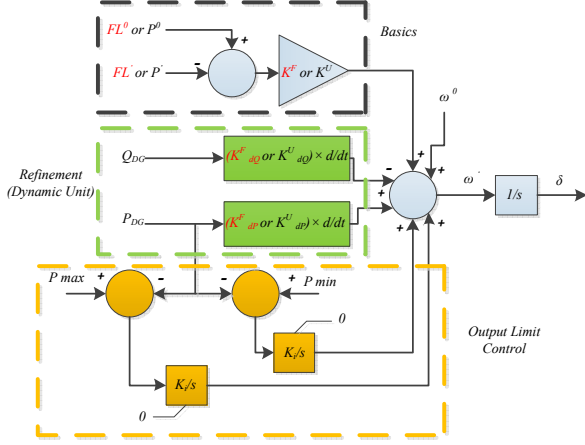 FL⁰ or P⁰
Basics
+
-
FL˙ or P˙
K^F or K^U
ω⁰
+
+
Q_DG
(K^F_dQ or K^U_dQ) × d/dt
-
+
Refinement
(Dynamic Unit)
+
ω˙
1/s
δ
P_DG
(K^F_dP or K^U_dP) × d/dt
+
+
P max
+
-
-
+
P min
0
K_i/s
Output Limit
Control
K_i/s
0